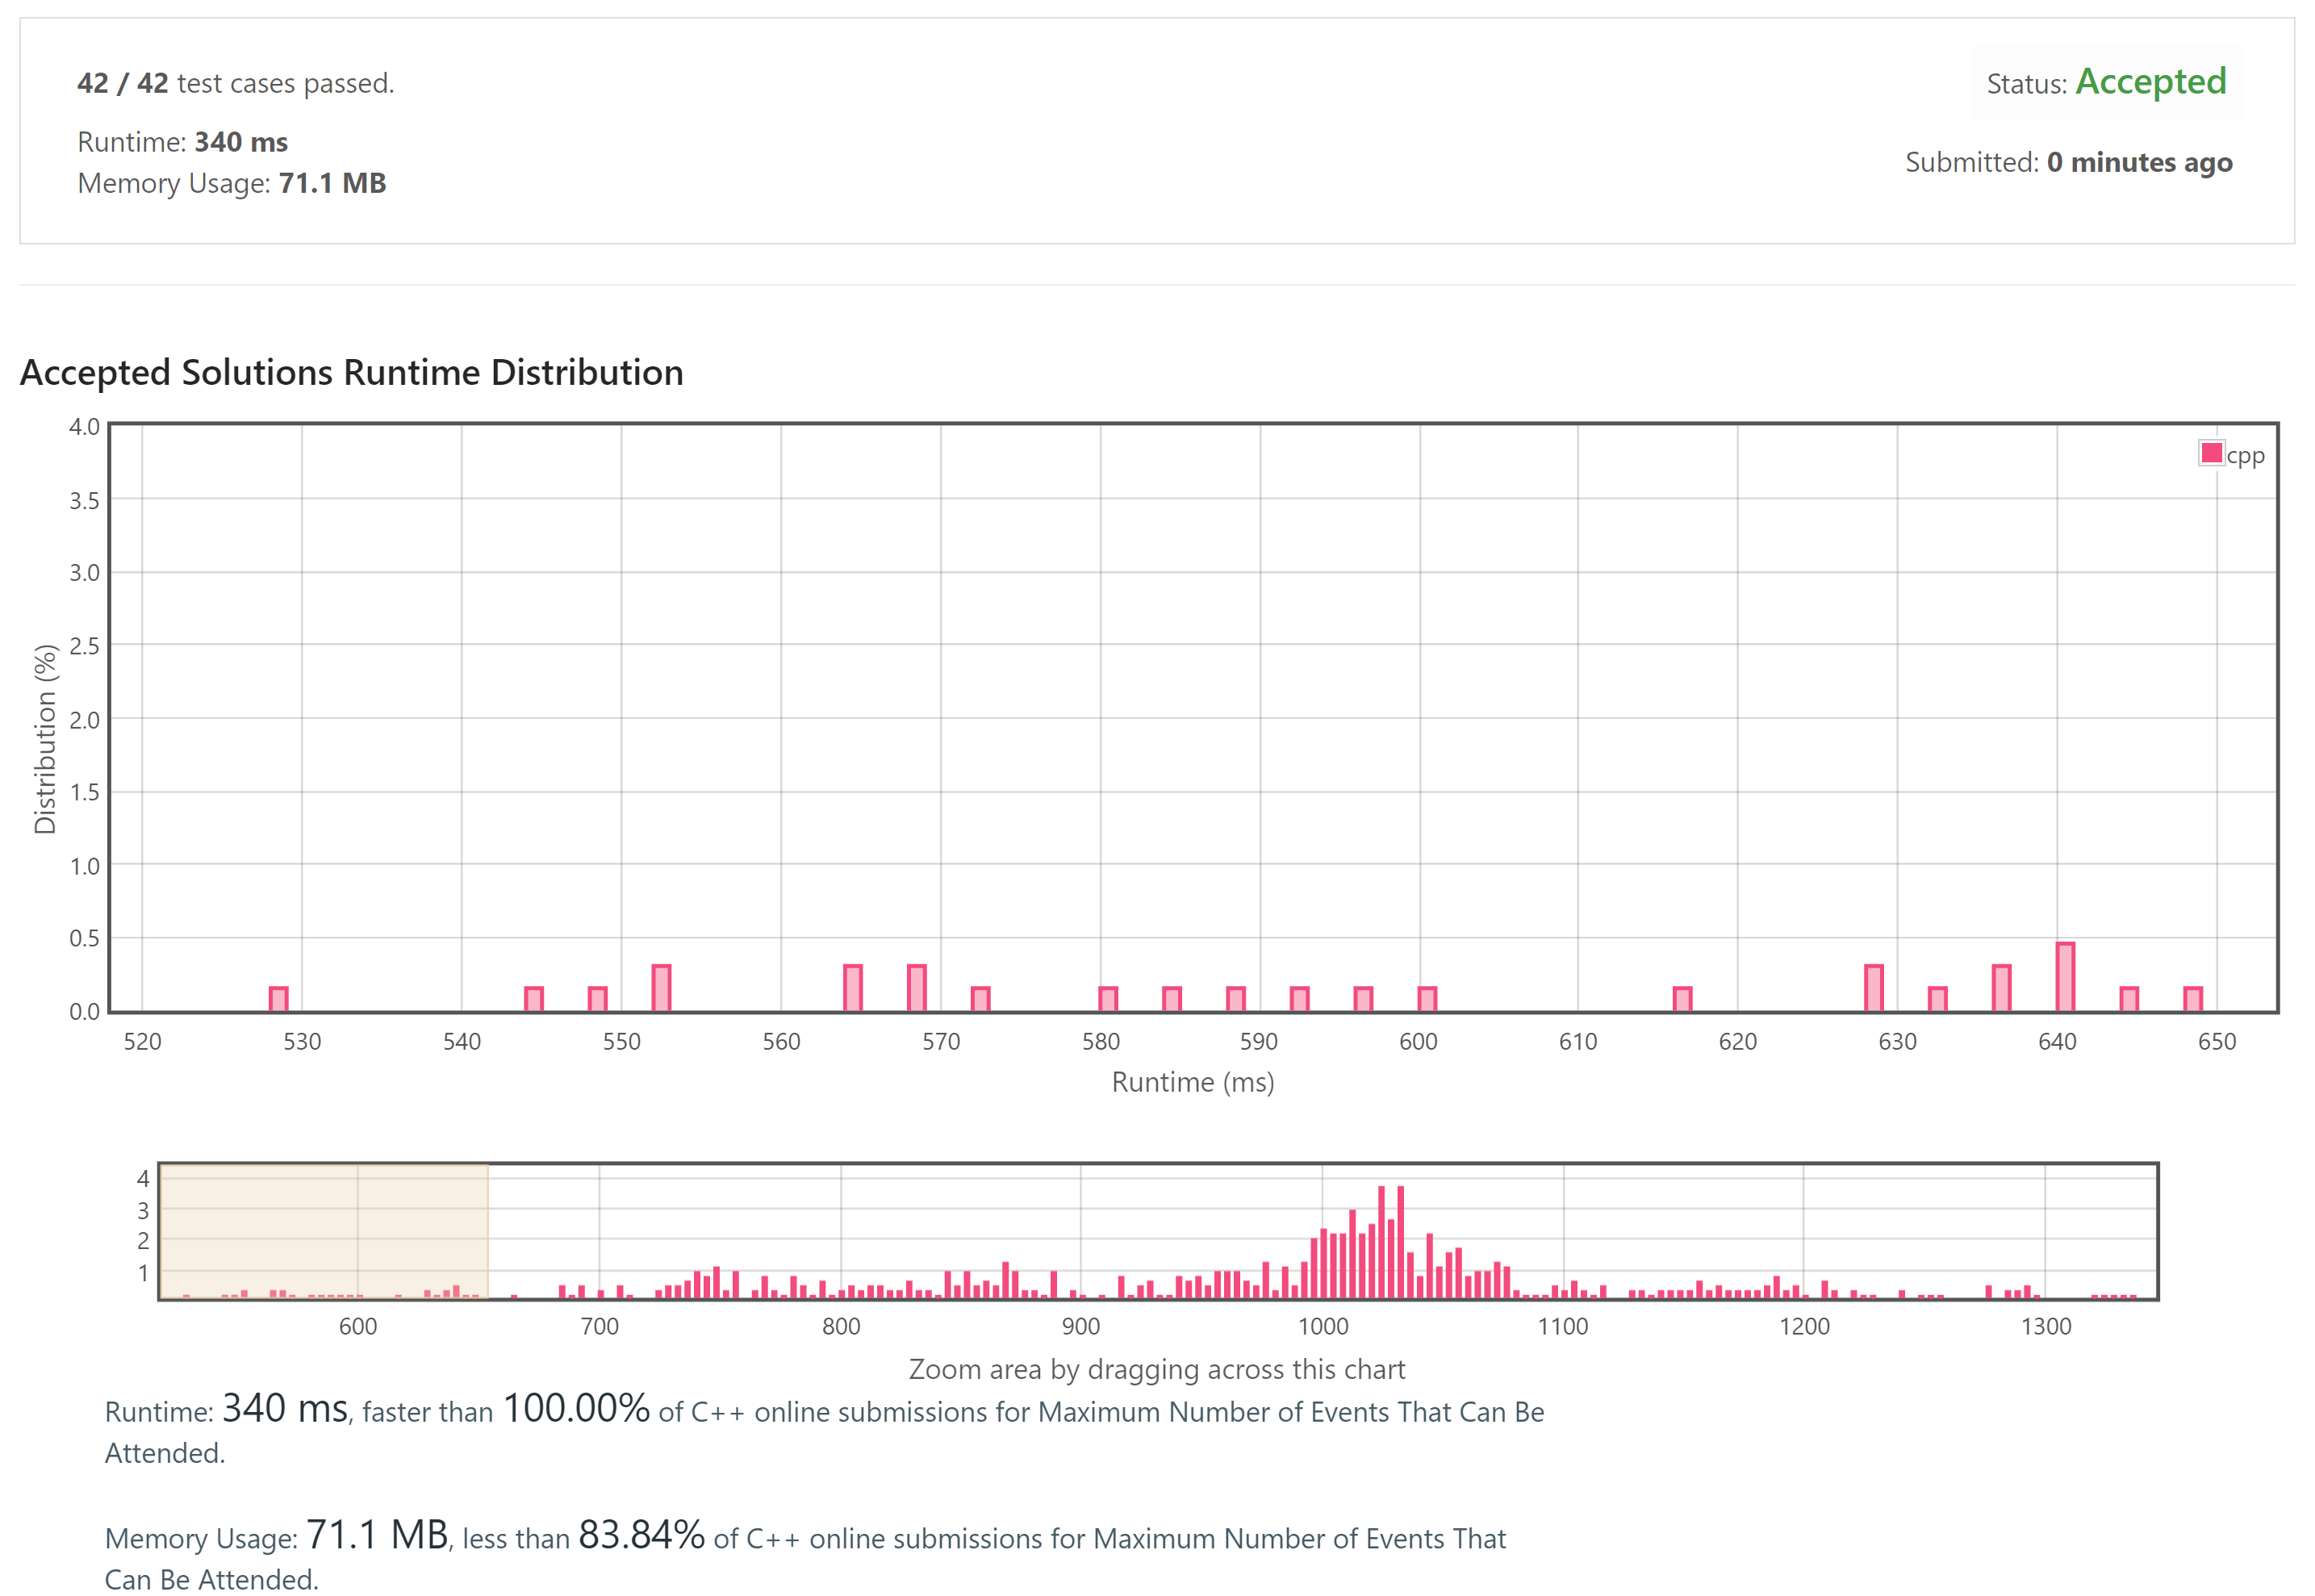 42 / 42 test cases passed.
Status: Accepted
Runtime: 340 ms
Submitted: 0 minutes ago
Memory Usage: 71.1 MB
Accepted Solutions Runtime Distribution
4.0
cpp
3.5
3.0
2.5
2.0
1.5
1.0
0.5
0.0
Distribution (%)
520 530 540 550 560 570 580 590 600 610 620 630 640 650
Runtime (ms)
4
3
2
1
600 700 800 900 1000 1100 1200 1300
Zoom area by dragging across this chart
Runtime: 340 ms, faster than 100.00% of C++ online submissions for Maximum Number of Events That Can Be
Attended.
Memory Usage: 71.1 MB, less than 83.84% of C++ online submissions for Maximum Number of Events That
Can Be Attended.